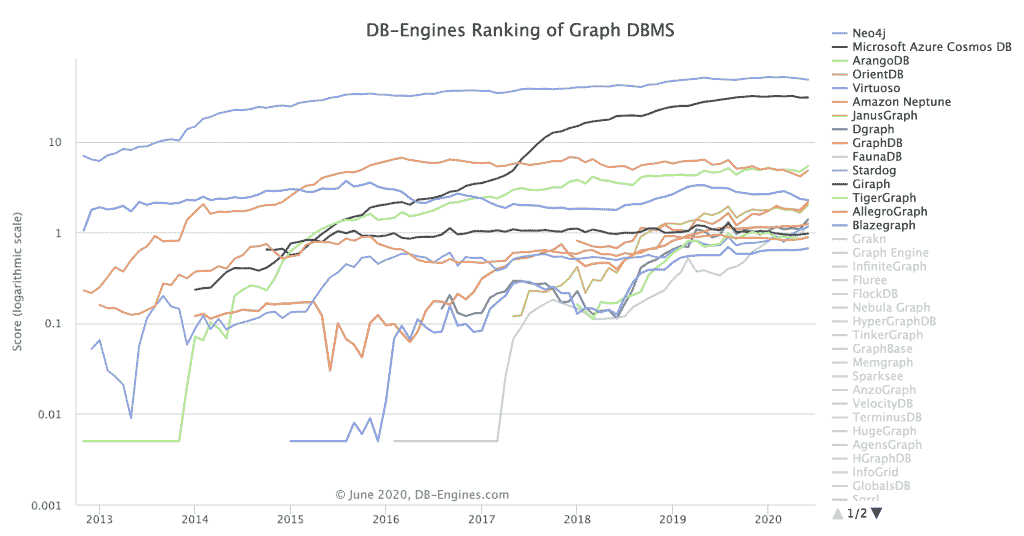 DB-Engines Ranking of Graph DBMS
Neo4j
Microsoft Azure Cosmos DB
ArangoDB
OrientDB
Virtuoso
Amazon Neptune
JanusGraph
Dgraph
GraphDB
FaunaDB
Stardog
Giraph
TigerGraph
AllegroGraph
Blazegraph
Grakn
Graph Engine
InfiniteGraph
Fluree
FlockDB
Nebula Graph
HyperGraphDB
TinkerGraph
GraphBase
Memgraph
Sparksee
AnzoGraph
VelocityDB
TerminusDB
HugeGraph
AgensGraph
HGraphDB
InfoGrid
GlobalsDB
Sqrrl
1/2
Score (logarithmic scale)
10
1
0.1
0.01
0.001
© June 2020, DB-Engines.com
2013 2014 2015 2016 2017 2018 2019 2020